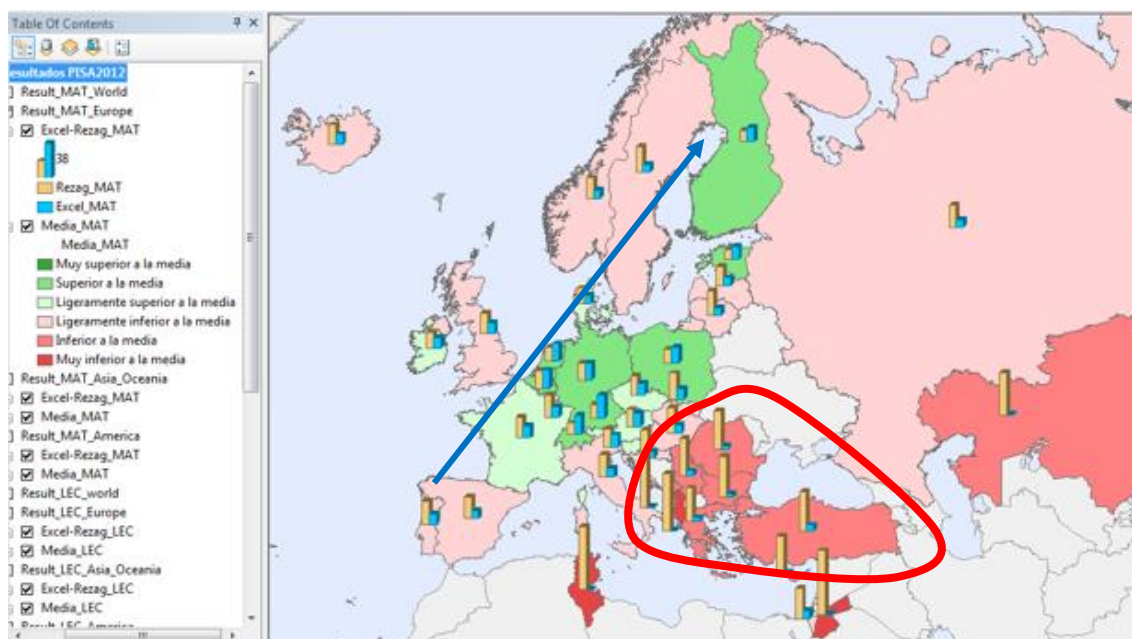 Table Of Contents
esultados PISA2012
Result_MAT_World
Result_MAT_Europe
Excel-Rezag_MAT
38
Rezag_MAT
Excel_MAT
Media_MAT
Media_MAT
Muy superior a la media
Superior a la media
Ligeramente superior a la media
Ligeramente inferior a la media
Inferior a la media
Muy inferior a la media
Result_MAT_Asia_Oceania
Excel-Rezag_MAT
Media_MAT
Result_MAT_America
Excel-Rezag_MAT
Media_MAT
Result_LEC_world
Result_LEC_Europe
Excel-Rezag_LEC
Media_LEC
Result_LEC_Asia_Oceania
Excel-Rezag_LEC
Media_LEC
Result_LEC_America